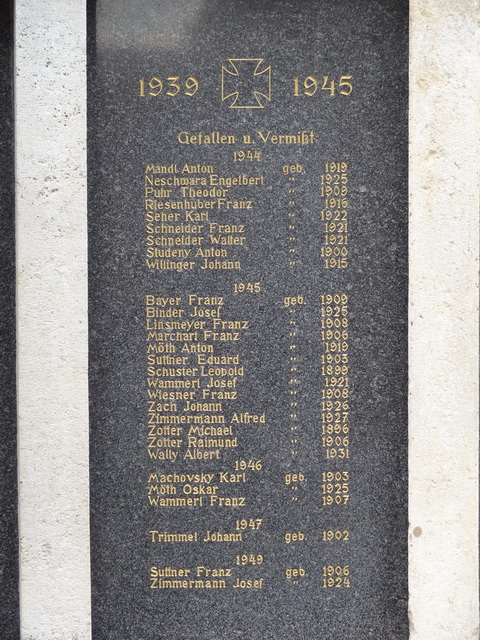 1939 1945
Gefallen u. Vermißt
1944
Mandl Anton geb. 1919
Neschwara Engelbert " 1925
Puhr Theodor " 1909
Riesenhuber Franz " 1916
Seher Karl " 1922
Schneider Franz " 1921
Schneider Walter " 1921
Studeny Anton " 1900
Willinger Johann " 1915
1945
Bayer Franz geb. 1909
Binder Josef " 1925
Linsmeyer Franz " 1908
Marchart Franz " 1906
Möth Anton " 1919
Suttner Eduard " 1903
Schuster Leopold " 1899
Wammerl Josef " 1921
Wiesner Franz " 1908
Zach Johann " 1926
Zimmermann Alfred " 1927
Zotter Michael " 1896
Zotter Raimund " 1906
Wally Albert " 1931
1946
Machovsky Karl geb. 1903
Möth Oskar " 1925
Wammerl Franz " 1907
1947
Trimmel Johann geb. 1902
1949
Suttner Franz geb. 1906
Zimmermann Josef " 1924